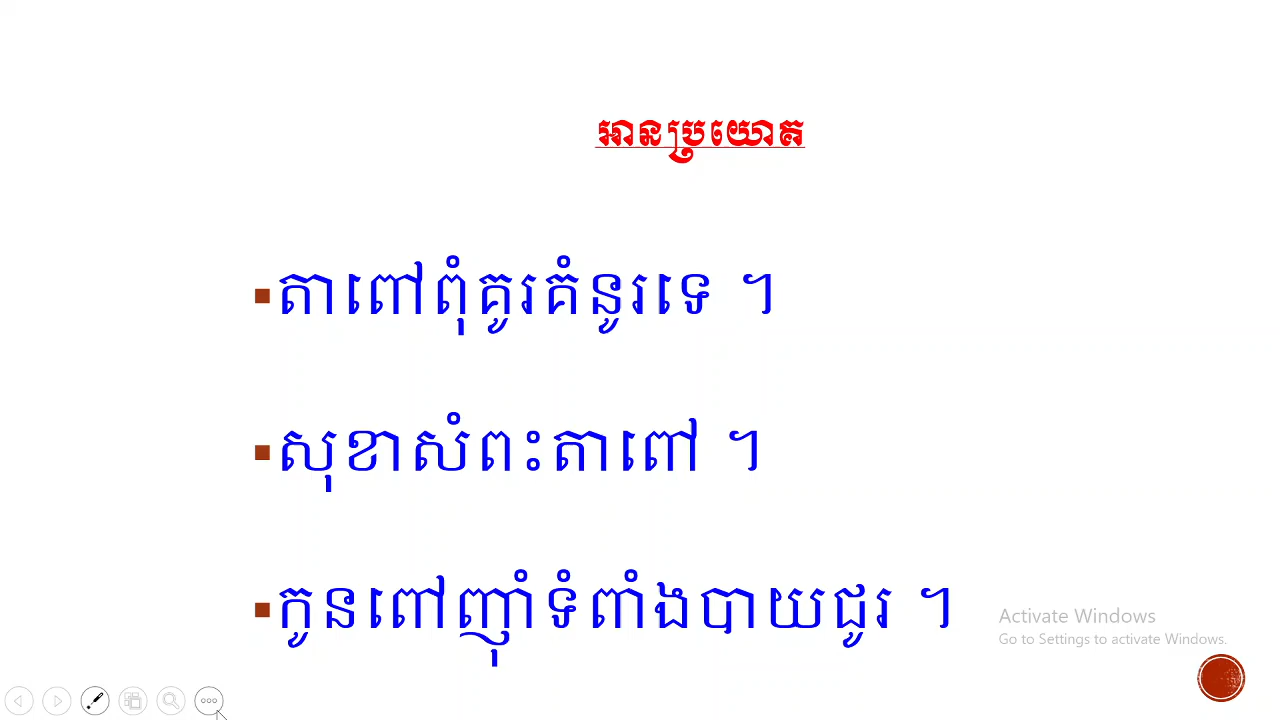 អានប្រយោគ
▪តាពៅពុំគូរគំនូរទេ ។
▪សុខាសំពះតាពៅ ។
▪កូនពៅញ៉ាំទំពាំងបាយជូរ ។
Activate Windows
Go to Settings to activate Windows.